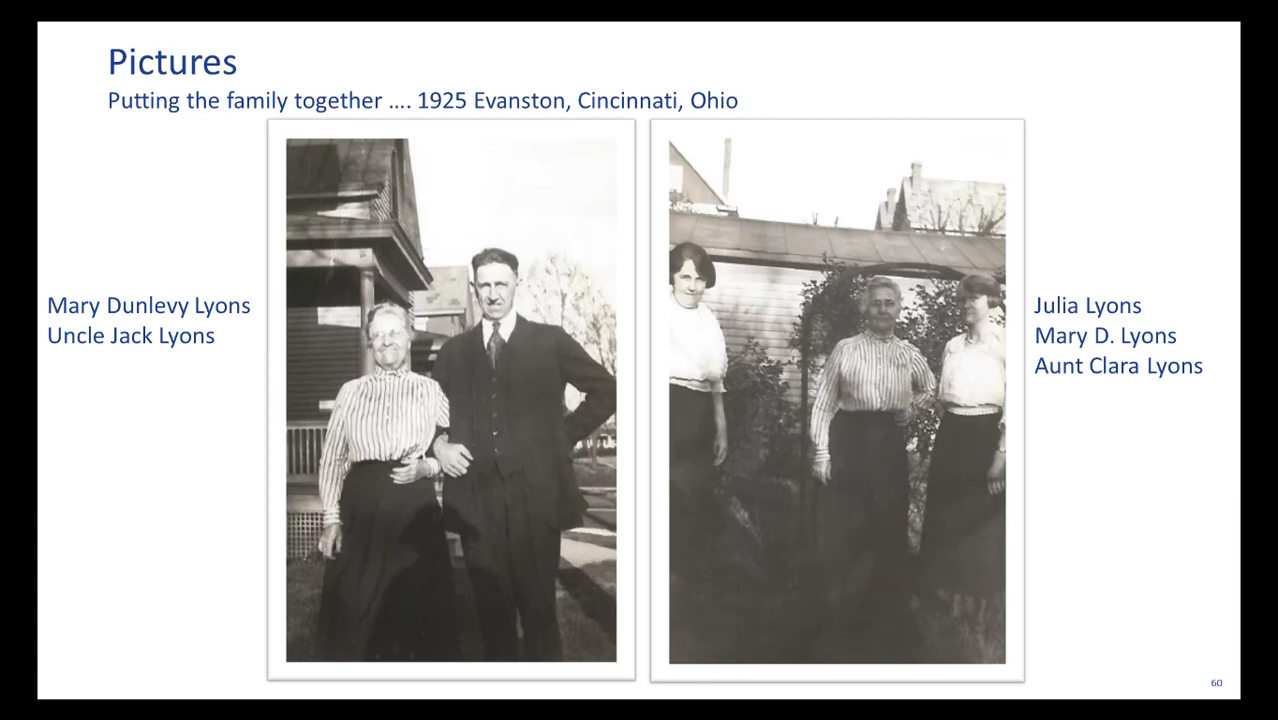 Pictures
Putting the family together .... 1925 Evanston, Cincinnati, Ohio
Mary Dunlevy Lyons
Uncle Jack Lyons
Julia Lyons
Mary D. Lyons
Aunt Clara Lyons
60